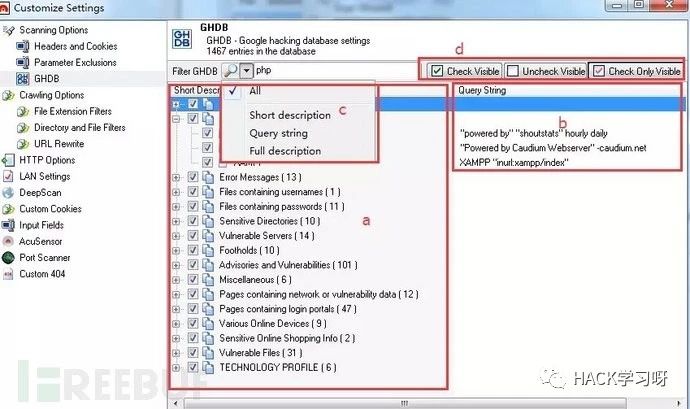 Customize Settings
Scanning Options
Headers and Cookies
Parameter Exclusions
GHDB
Crawling Options
File Extension Filters
Directory and File Filters
URL Rewrite
HTTP Options
LAN Settings
DeepScan
Custom Cookies
Input Fields
AcuSensor
Port Scanner
Custom 404
GH
DB
GHDB
GHDB - Google hacking database settings
1467 entries in the database
d
Filter GHDB
php
Check Visible
Uncheck Visible
Check Only Visible
Short Descri
Query String
All
Short description
Query string
Full description
c
b
"powered by" "shoutstats" hourly daily
"Powered by Caudium Webserver" -caudium.net
XAMPP "inurl:xampp/index"
Error Messages ( 13 )
Files containing usernames ( 1 )
Files containing passwords ( 11 )
Sensitive Directories ( 10 )
a
Vulnerable Servers ( 14 )
Footholds ( 10 )
Advisories and Vulnerabilities ( 101 )
Miscellaneous ( 6 )
Pages containing network or vulnerability data ( 12 )
Pages containing login portals ( 47 )
Various Online Devices ( 9 )
Sensitive Online Shopping Info ( 2 )
Vulnerable Files ( 31 )
TECHNOLOGY PROFILE ( 6 )
FREEBUF
HACK学习呀